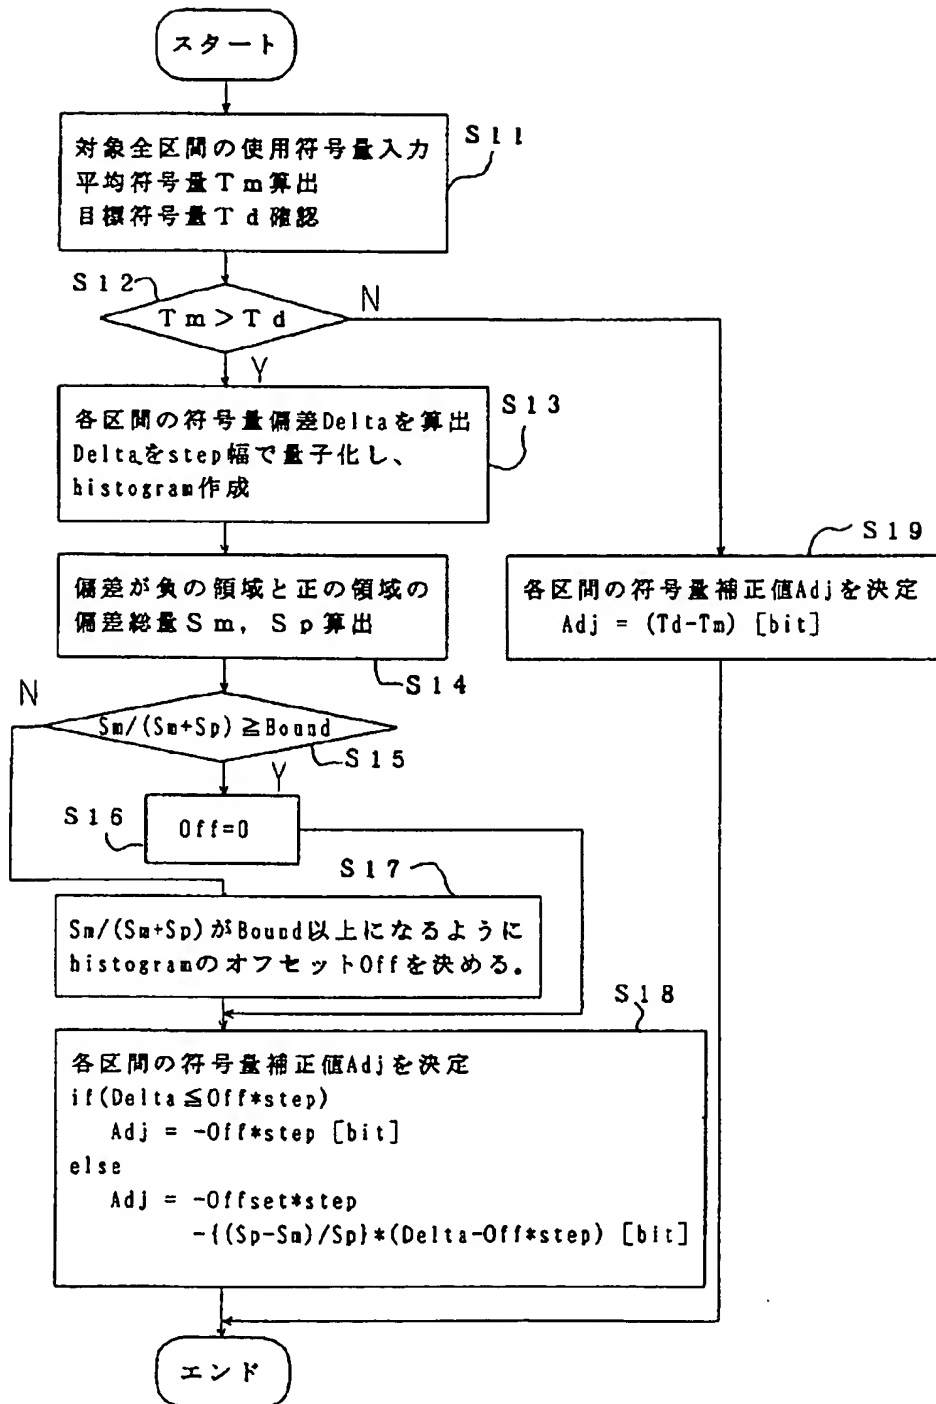 スタート
S11
対象全区間の使用符号量入力
平均符号量Tm算出
目標符号量Td確認
S12
N
Tm>Td
Y
S13
各区間の符号量偏差Deltaを算出
Deltaをstep幅で量子化し、
histogram作成
S19
各区間の符号量補正値Adjを決定
Adj = (Td-Tm) [bit]
偏差が負の領域と正の領域の
偏差総量Sm, Sp算出
S14
N
Sm/(Sm+Sp)≧Bound
S15
Y
S16
Off=0
S17
Sm/(Sm+Sp)がBound以上になるように
histogramのオフセットOffを決める。
S18
各区間の符号量補正値Adjを決定
if(Delta≦Off*step)
Adj = -Off*step [bit]
else
Adj = -Offset*step
-{(Sp-Sm)/Sp}*(Delta-Off*step) [bit]
エンド